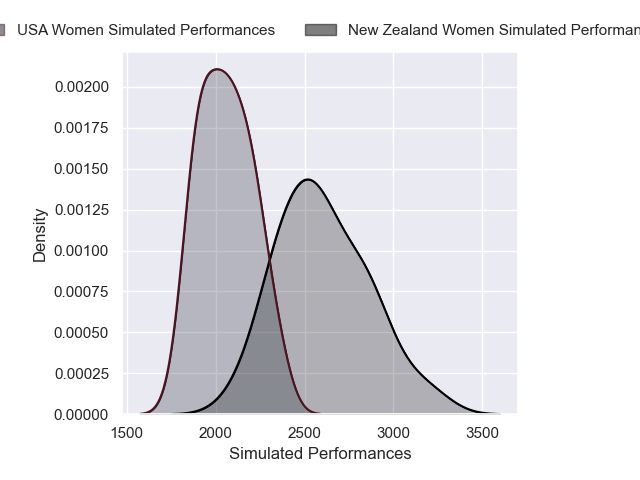 USA Women Simulated Performances
New Zealand Women Simulated Performan
0.00200
0.00175
0.00150
0.00125
0.00100
0.00075
0.00050
0.00025
0.00000
Density
1500 2000 2500 3000 3500
Simulated Performances